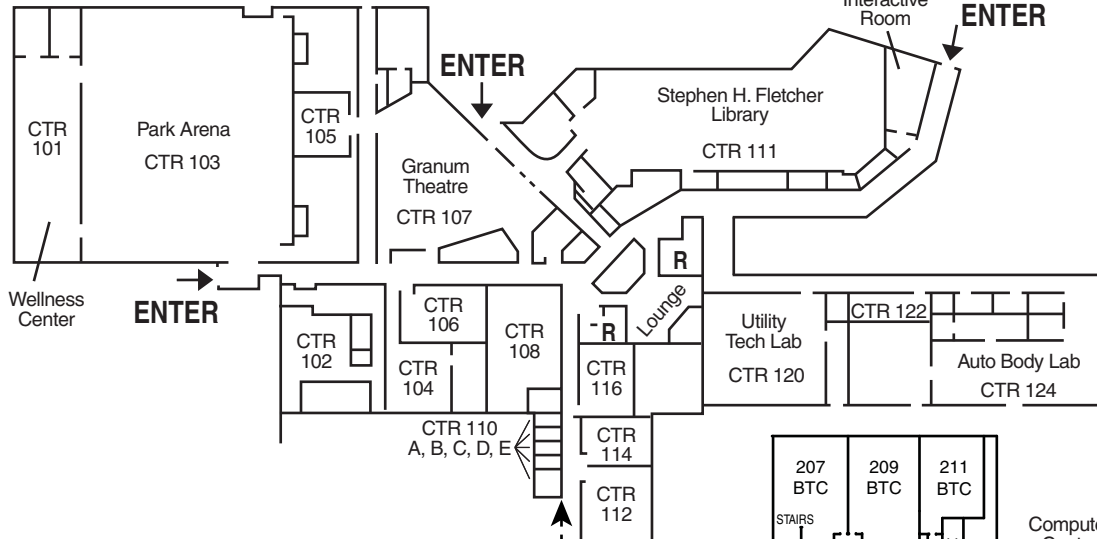 Interactive
Room
ENTER
ENTER
CTR
101
Park Arena
CTR 103
CTR
105
Stephen H. Fletcher
Library
CTR 111
Granum
Theatre
CTR 107
Wellness
Center
ENTER
R
Lounge
R
CTR
102
CTR
106
CTR
104
CTR
108
CTR
116
Utility
Tech Lab
CTR 120
CTR 122
Auto Body Lab
CTR 124
CTR 110
A, B, C, D, E
CTR
114
CTR
112
207
BTC
209
BTC
211
BTC
STAIRS